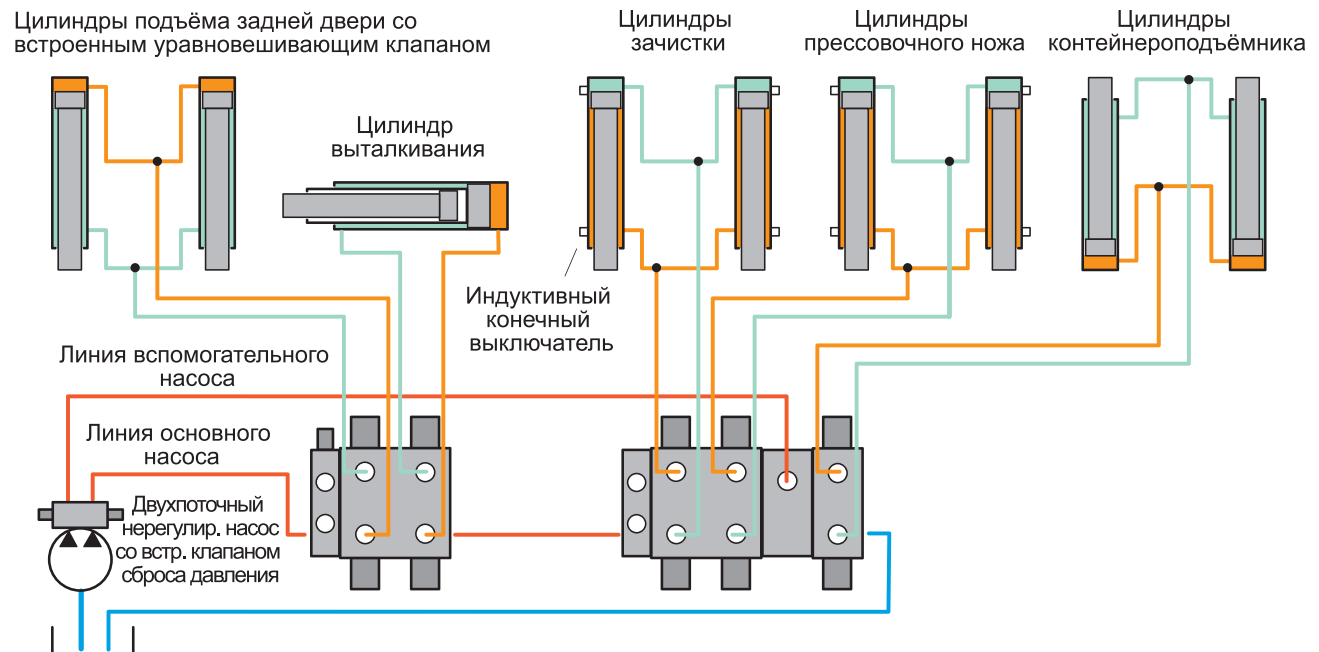 Цилиндры подъёма задней двери со
встроенным уравновешивающим клапаном
Цилиндры
зачистки
Цилиндры
прессовочного ножа
Цилиндры
контейнероподъёмника
Цилиндр
выталкивания
Индуктивный
конечный
выключатель
Линия вспомогательного
насоса
Линия основного
насоса
Двухпоточный
нерегулир. насос
со встр. клапаном
сброса давления